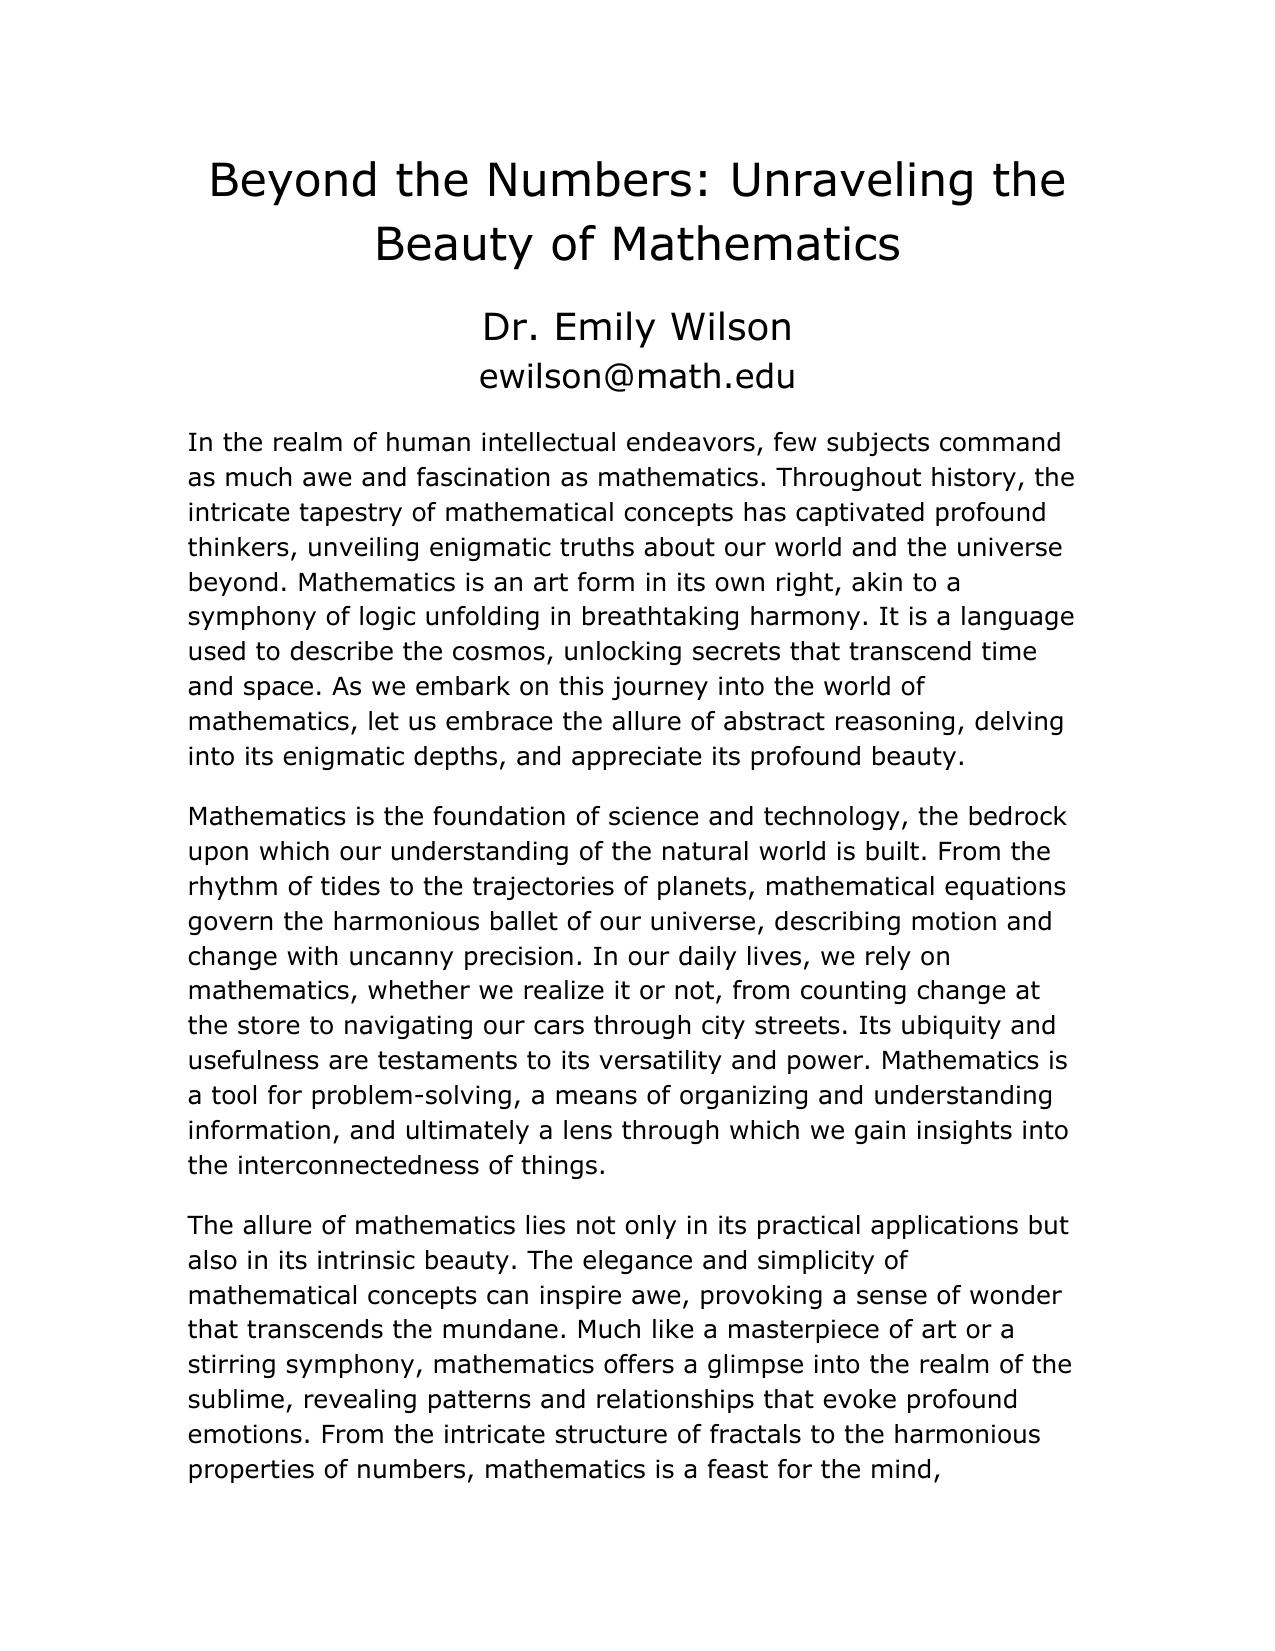 Beyond the Numbers: Unraveling the
Beauty of Mathematics
Dr. Emily Wilson
ewilson@math.edu
In the realm of human intellectual endeavors, few subjects command
as much awe and fascination as mathematics. Throughout history, the
intricate tapestry of mathematical concepts has captivated profound
thinkers, unveiling enigmatic truths about our world and the universe
beyond. Mathematics is an art form in its own right, akin to a
symphony of logic unfolding in breathtaking harmony. It is a language
used to describe the cosmos, unlocking secrets that transcend time
and space. As we embark on this journey into the world of
mathematics, let us embrace the allure of abstract reasoning, delving
into its enigmatic depths, and appreciate its profound beauty.
Mathematics is the foundation of science and technology, the bedrock
upon which our understanding of the natural world is built. From the
rhythm of tides to the trajectories of planets, mathematical equations
govern the harmonious ballet of our universe, describing motion and
change with uncanny precision. In our daily lives, we rely on
mathematics, whether we realize it or not, from counting change at
the store to navigating our cars through city streets. Its ubiquity and
usefulness are testaments to its versatility and power. Mathematics is
a tool for problem-solving, a means of organizing and understanding
information, and ultimately a lens through which we gain insights into
the interconnectedness of things.
The allure of mathematics lies not only in its practical applications but
also in its intrinsic beauty. The elegance and simplicity of
mathematical concepts can inspire awe, provoking a sense of wonder
that transcends the mundane. Much like a masterpiece of art or a
stirring symphony, mathematics offers a glimpse into the realm of the
sublime, revealing patterns and relationships that evoke profound
emotions. From the intricate structure of fractals to the harmonious
properties of numbers, mathematics is a feast for the mind,